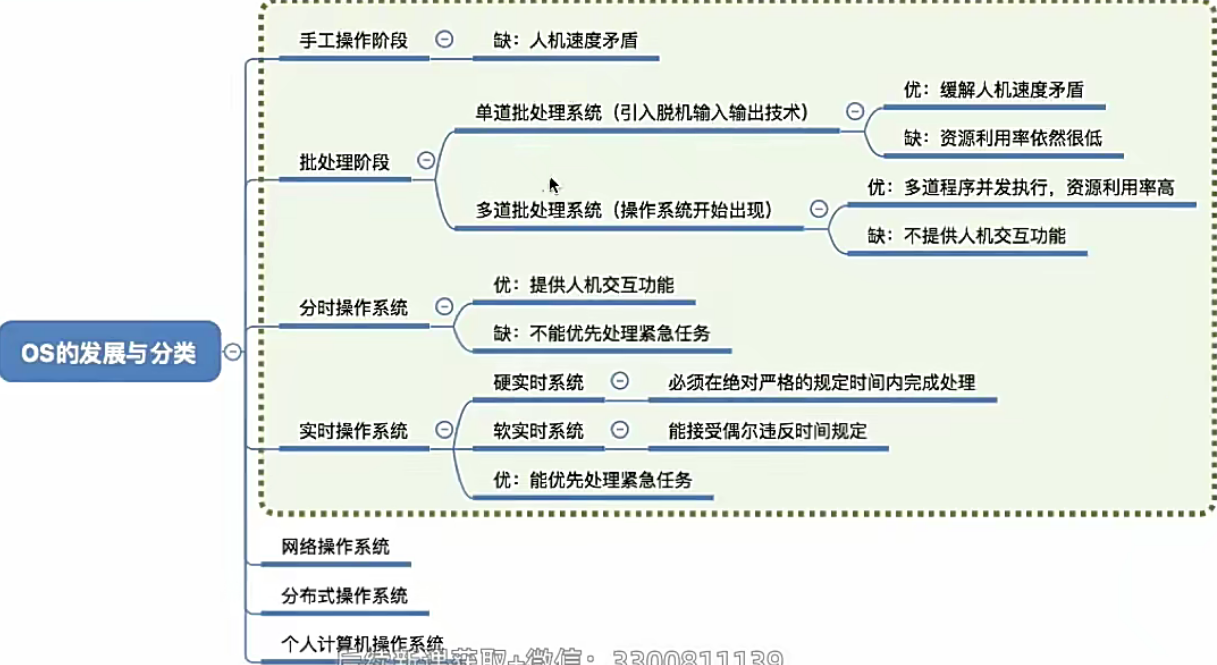 手工操作阶段
缺：人机速度矛盾
批处理阶段
单道批处理系统（引入脱机输入输出技术）
优：缓解人机速度矛盾
缺：资源利用率依然很低
多道批处理系统（操作系统开始出现）
优：多道程序并发执行，资源利用率高
缺：不提供人机交互功能
OS的发展与分类
分时操作系统
优：提供人机交互功能
缺：不能优先处理紧急任务
实时操作系统
硬实时系统
必须在绝对严格的规定时间内完成处理
软实时系统
能接受偶尔违反时间规定
优：能优先处理紧急任务
网络操作系统
分布式操作系统
个人计算机操作系统
获取+微信：3300811139